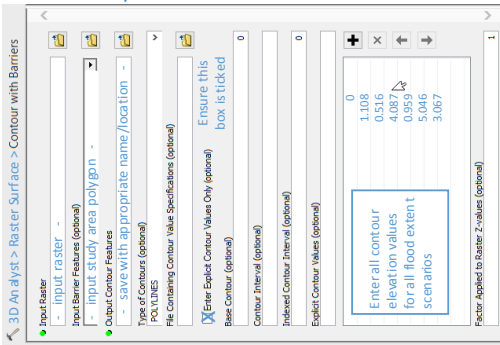 3D Analyst > Raster Surface > Contour with Barriers
Input Raster
- input raster -
Input Barrier Features (optional)
- input study area polygon -
Output Contour Features
- save with appropriate name/location -
Type of Contours (optional)
POLYLINES
File Containing Contour Value Specifications (optional)
Enter Explicit Contour Values Only (optional)
Ensure this
box is ticked
Base Contour (optional)
0
Contour Interval (optional)
Indexed Contour Interval (optional)
0
Explicit Contour Values (optional)
Enter all contour
elevation values
for all flood extent
scenarios
0
1.108
0.516
4.087
0.959
5.046
3.067
Factor Applied to Raster Z-values (optional)
1